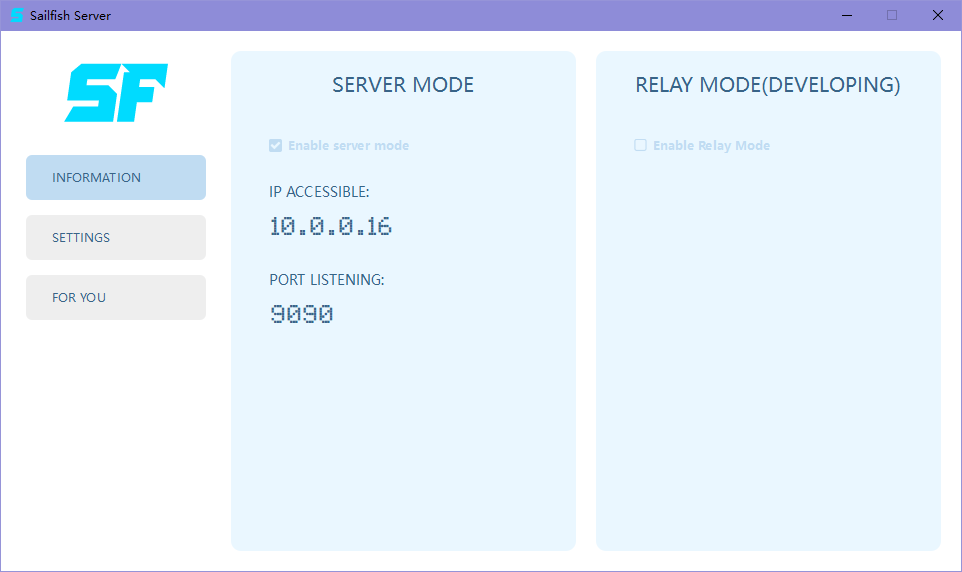 Sailfish Server
SF
INFORMATION
SETTINGS
FOR YOU
SERVER MODE
Enable server mode
IP ACCESSIBLE:
10.0.0.16
PORT LISTENING:
9090
RELAY MODE(DEVELOPING)
Enable Relay Mode